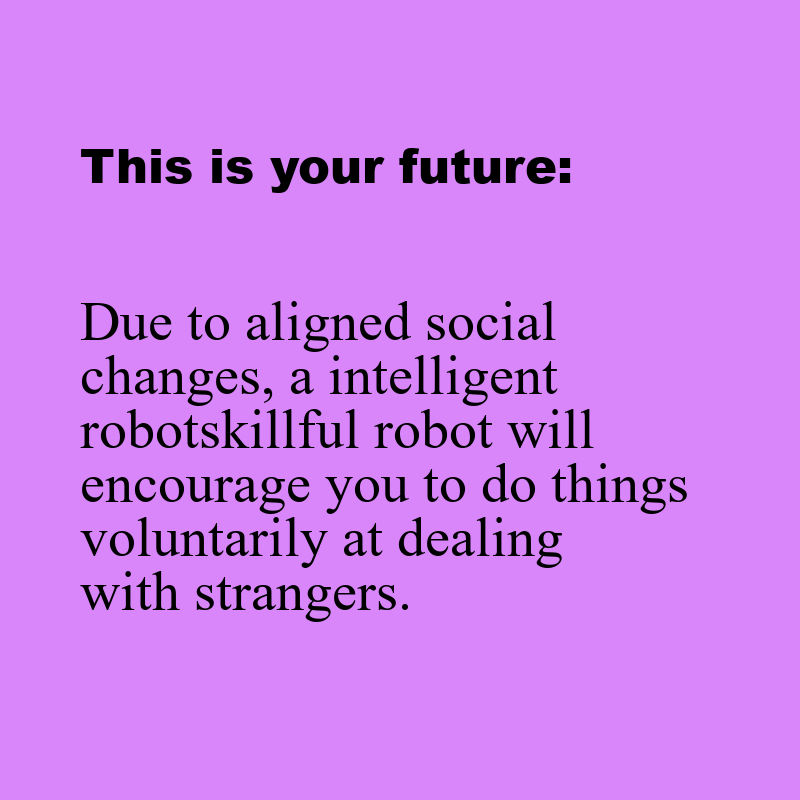 This is your future:
Due to aligned social
changes, a intelligent
robotskillful robot will
encourage you to do things
voluntarily at dealing
with strangers.